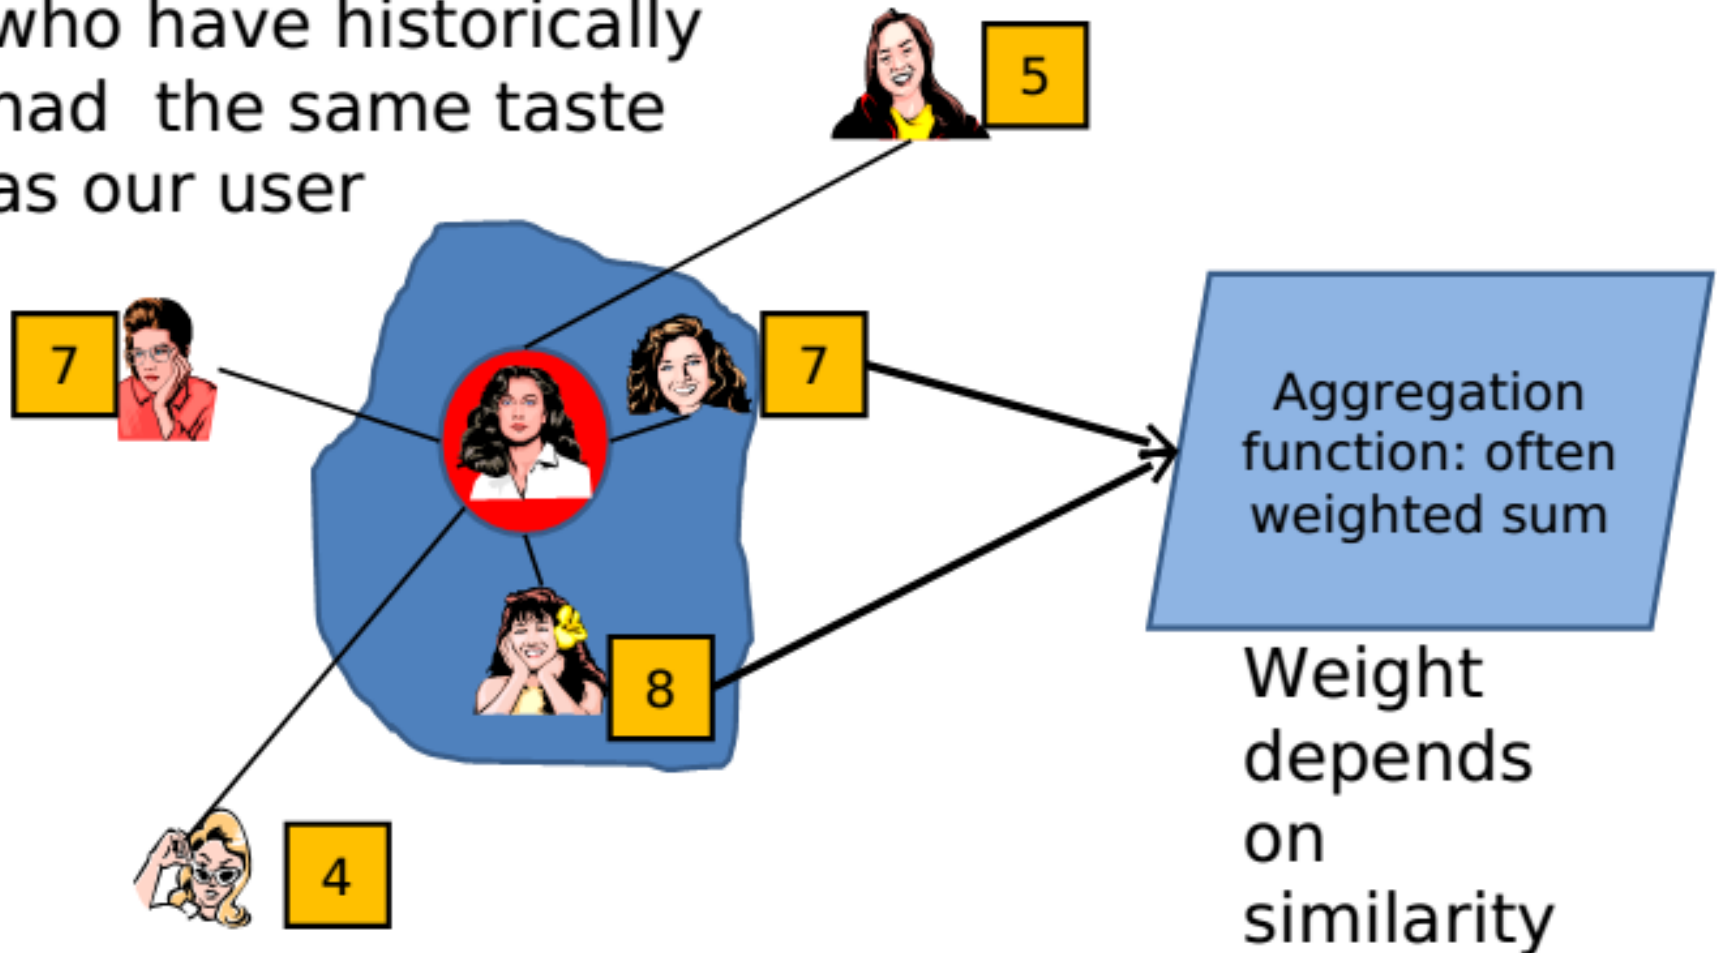 who have historically
had  the same taste
as our user
5
7
7
Aggregation
function: often
weighted sum
8
Weight
depends
on
similarity
4